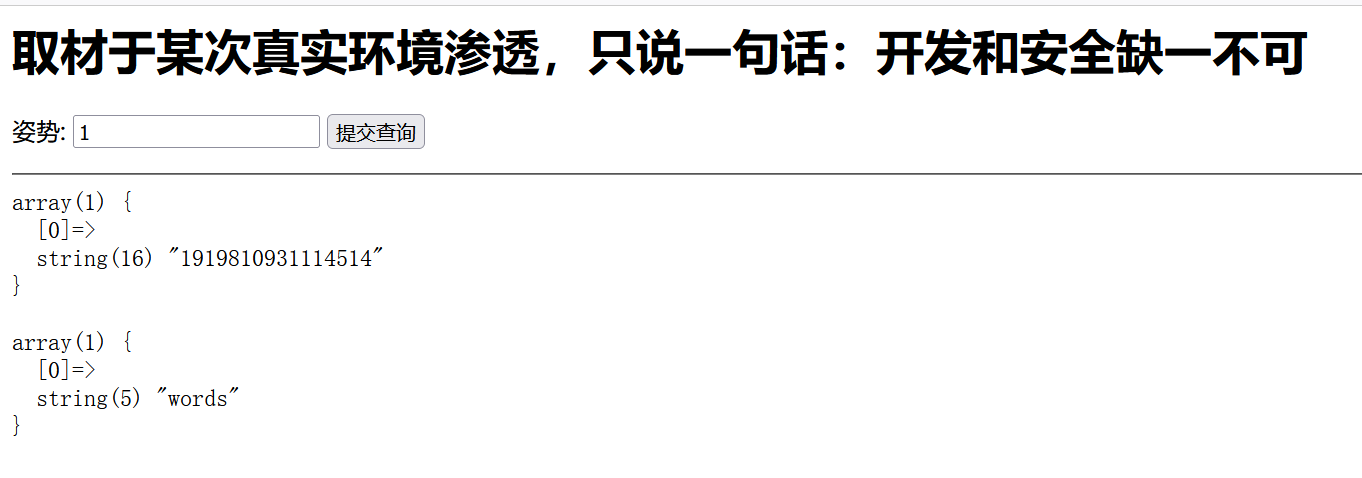 取材于某次真实环境渗透，只说一句话：开发和安全缺一不可
姿势: 1 提交查询
array(1) {
  [0]=>
  string(16) "1919810931114514"
}
array(1) {
  [0]=>
  string(5) "words"
}